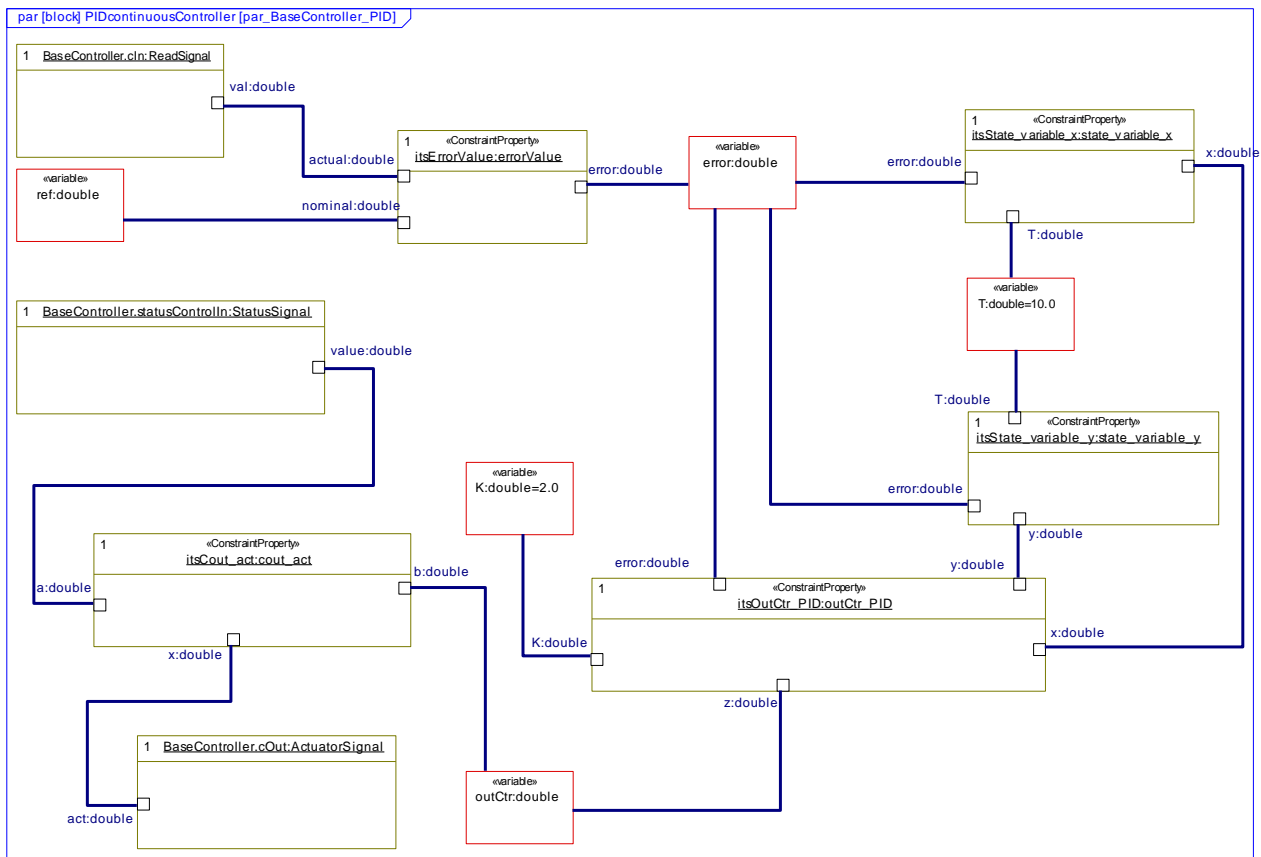 par [block] PIDcontinuousController [par_BaseController_PID]
1 BaseController.cIn:ReadSignal
val:double
«variable»
ref:double
actual:double
nominal:double
1 «ConstraintProperty»
itsErrorValue:errorValue
error:double
«variable»
error:double
error:double
1 «ConstraintProperty»
itsState_variable_x:state_variable_x
x:double
T:double
«variable»
T:double=10.0
T:double
1 «ConstraintProperty»
itsState_variable_y:state_variable_y
error:double
y:double
1 BaseController.statusControlIn:StatusSignal
value:double
«variable»
K:double=2.0
1 «ConstraintProperty»
itsCout_act:cout_act
a:double
b:double
x:double
error:double
y:double
1 «ConstraintProperty»
itsOutCtr_PID:outCtr_PID
K:double
x:double
z:double
1 BaseController.cOut:ActuatorSignal
act:double
«variable»
outCtr:double